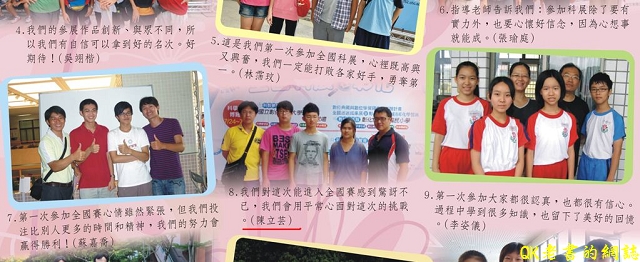 4.我們的參展作品創新、與眾不同，所
以我們有自信可以拿到好的名次。好
期待！(吳翊楷)
5.這是我們第一次參加全國科展，心裡既高興
又興奮，我們一定能打敗各家好手，勇奪第
一。(林霈玟)
6.指導老師告訴我們：參加科展除了要有
實力外，也要心懷好信念，因為心想事
就能成。(張瑜庭)
7.第一次參加全國賽心情雖然緊張，但我們投
注比別人更多的時間和精神，我們的努力會
贏得勝利！(蘇嘉喬)
8.我們對這次能進入全國賽感到驚訝不
已，我們會用平常心面對這次的挑戰
。(陳立芸)
9.第一次參加大家都很認真，也都很有信心。
過程中學到很多知識，也留下了美好的回憶
。(李姿儀)
的網誌